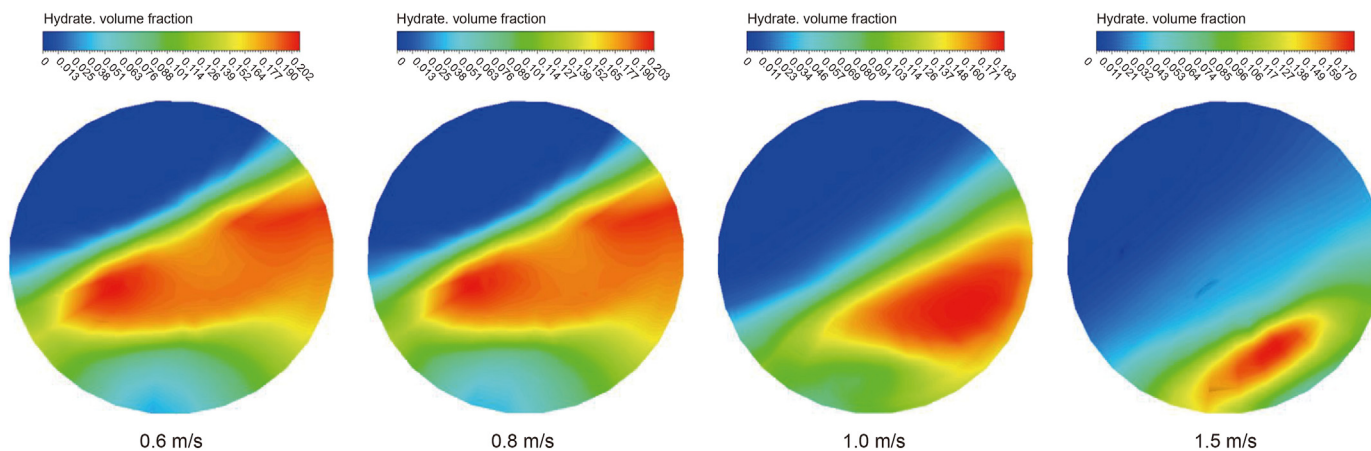 Hydrate. volume fraction
0 0.013 0.025 0.038 0.051 0.063 0.076 0.088 0.101 0.114 0.126 0.139 0.152 0.164 0.177 0.190 0.202
Hydrate. volume fraction
0 0.013 0.025 0.038 0.051 0.063 0.076 0.089 0.101 0.114 0.127 0.139 0.152 0.165 0.177 0.190 0.203
Hydrate. volume fraction
0 0.011 0.023 0.034 0.046 0.057 0.069 0.080 0.091 0.103 0.114 0.126 0.137 0.148 0.160 0.171 0.183
Hydrate. volume fraction
0 0.011 0.021 0.032 0.043 0.053 0.064 0.074 0.085 0.096 0.106 0.117 0.127 0.138 0.149 0.159 0.170
0.6 m/s
0.8 m/s
1.0 m/s
1.5 m/s